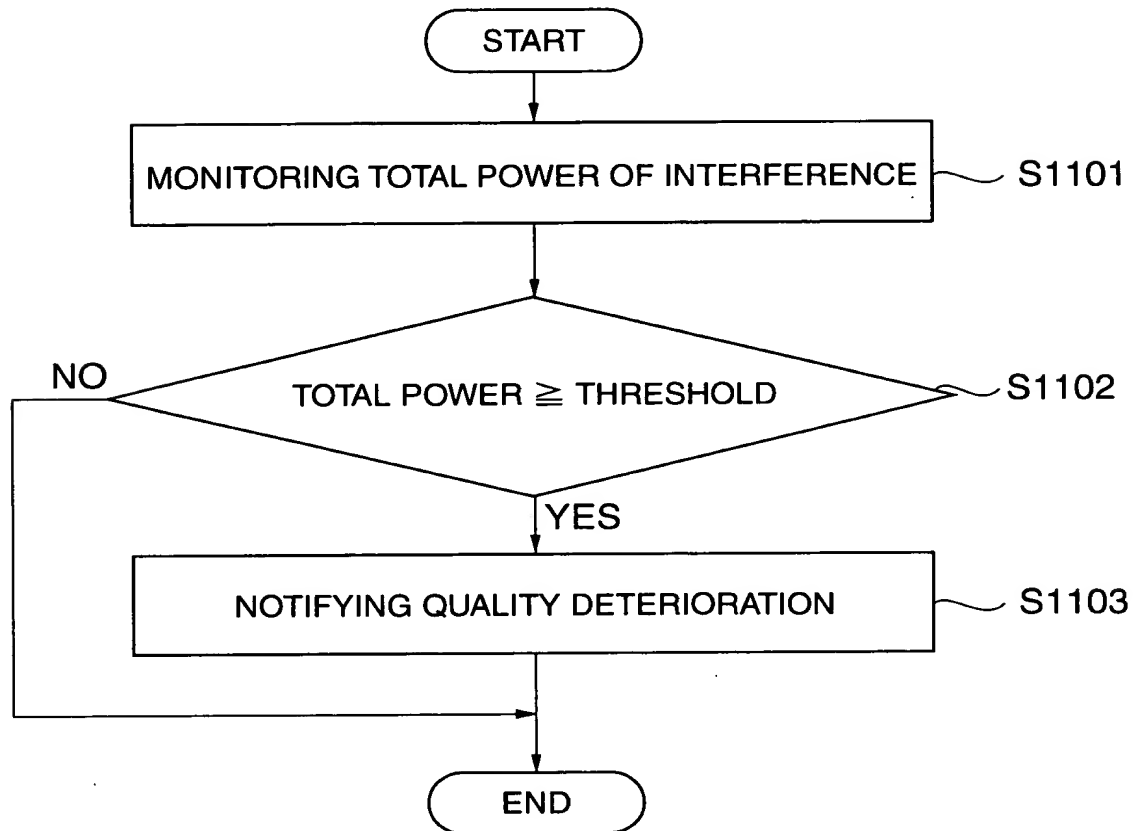 START
MONITORING TOTAL POWER OF INTERFERENCE
S1101
NO
TOTAL POWER ≧ THRESHOLD
S1102
YES
NOTIFYING QUALITY DETERIORATION
S1103
END